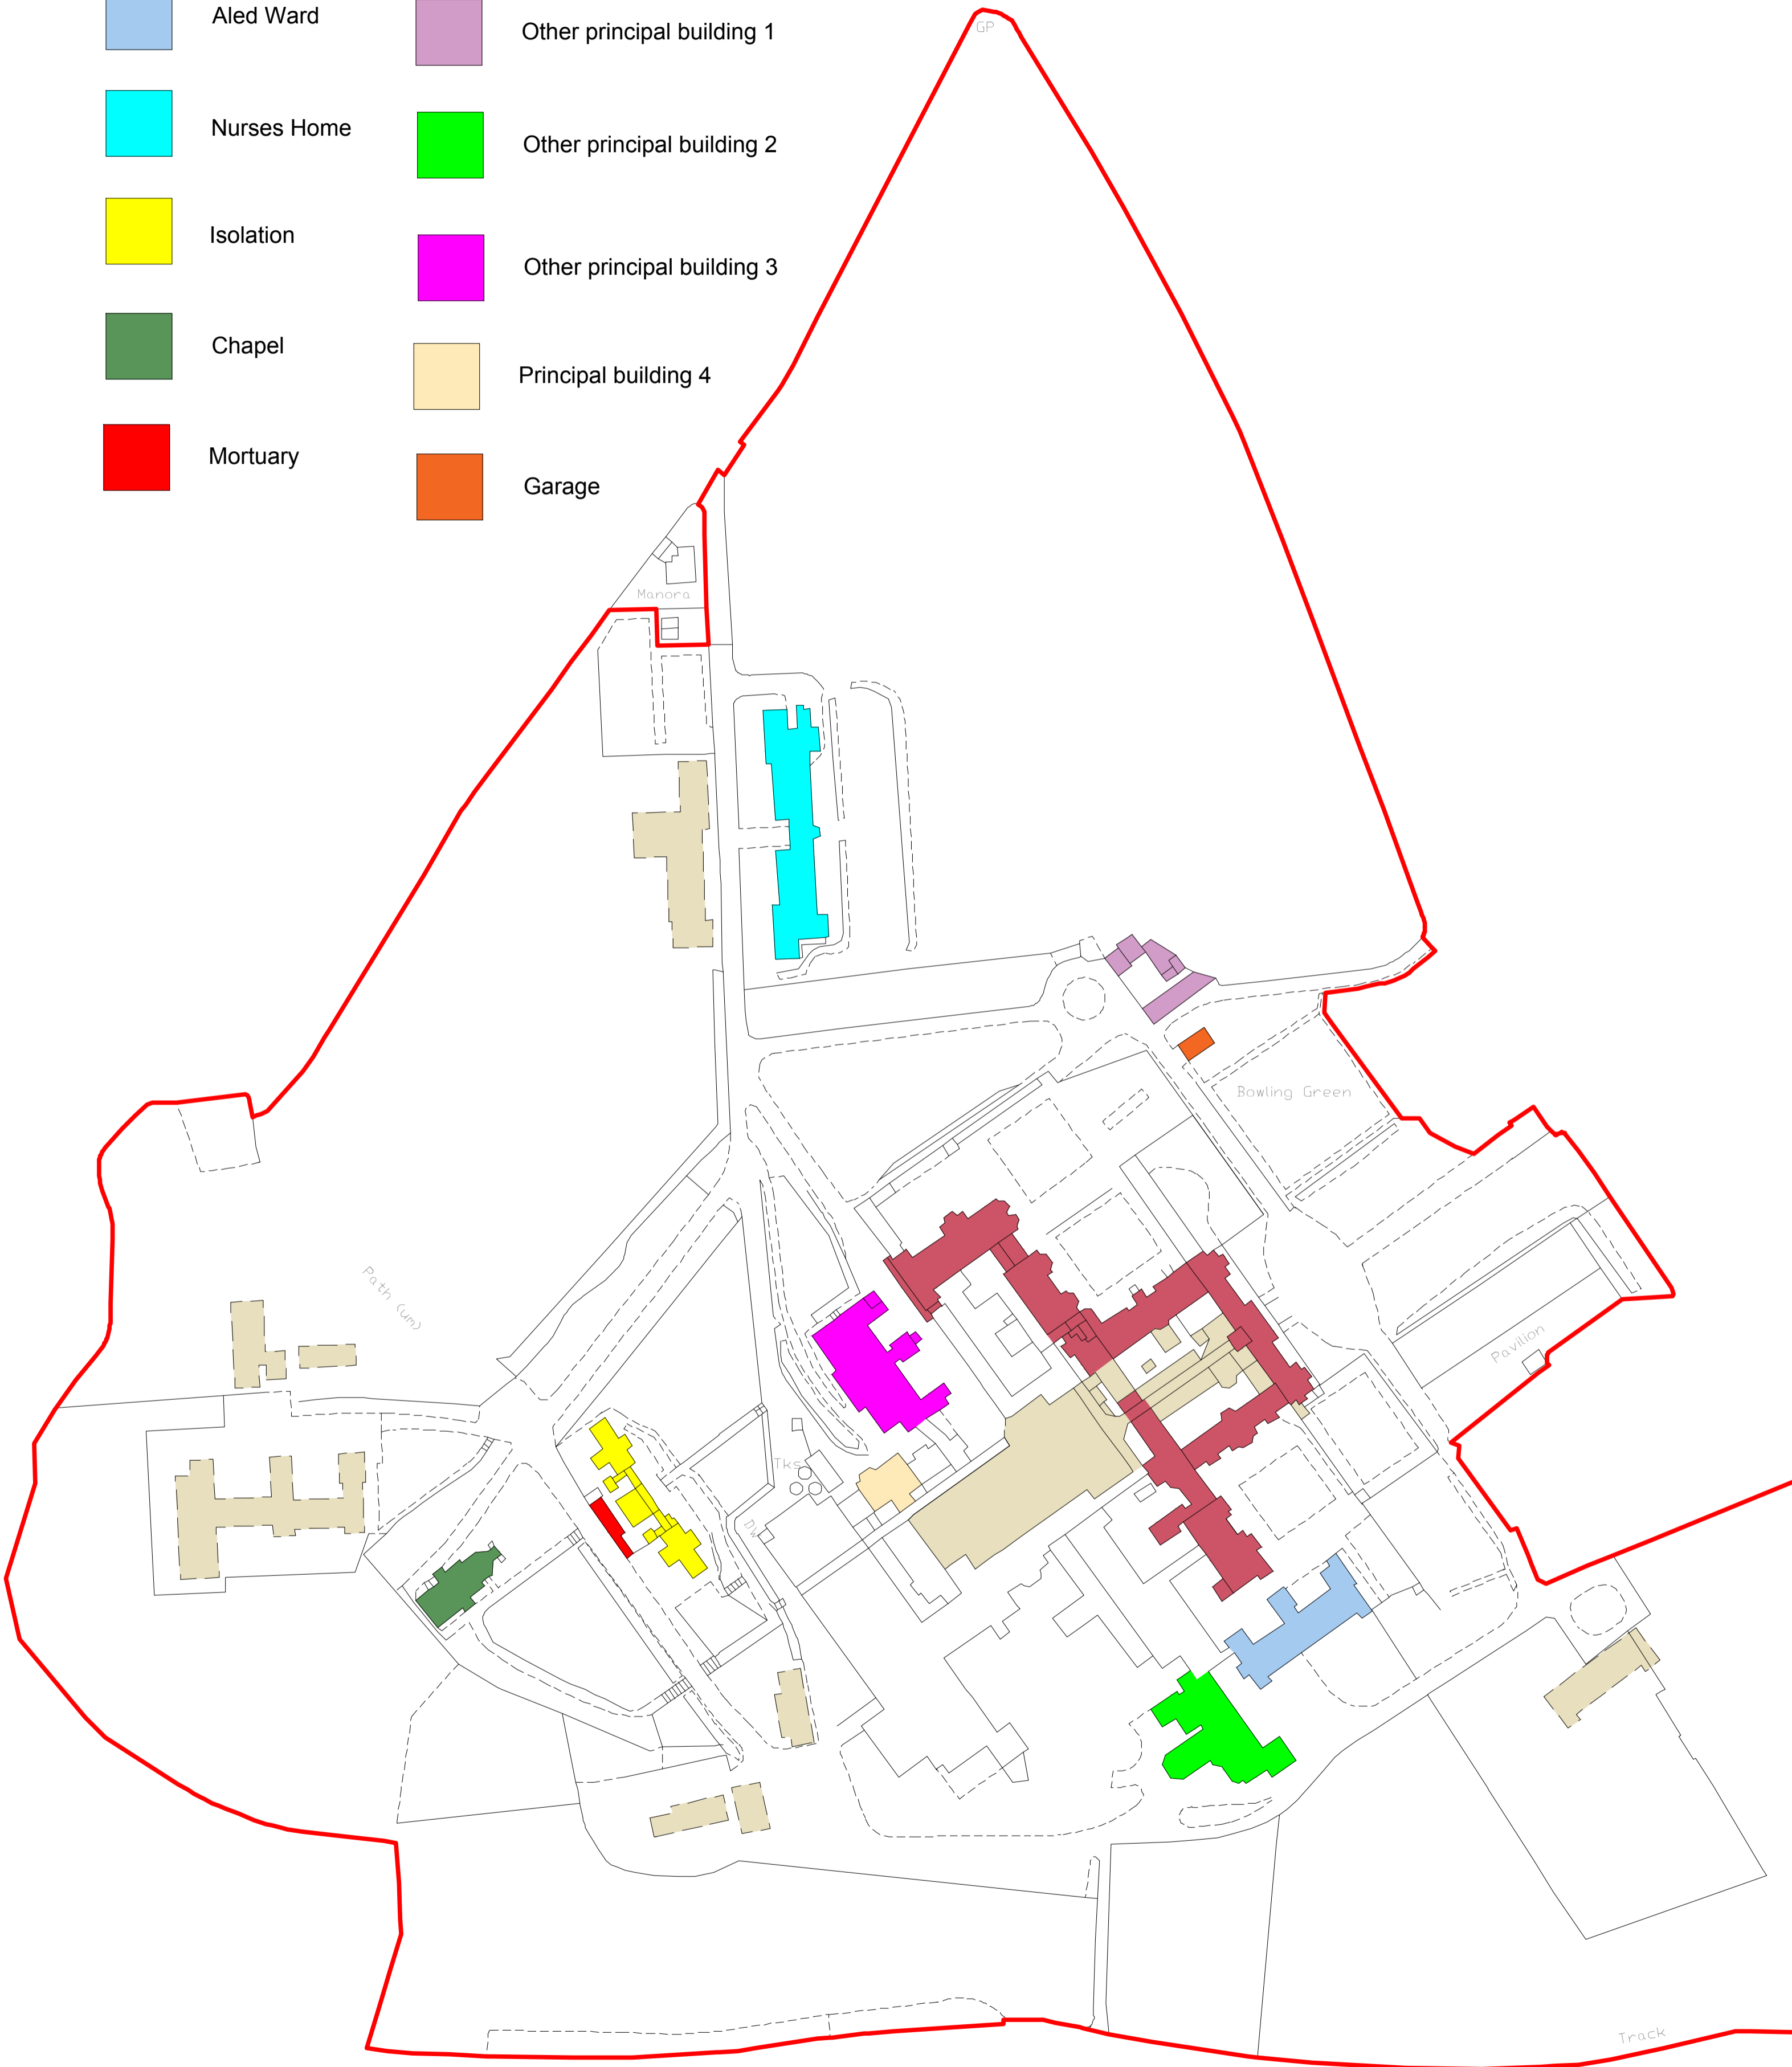 Aled Ward
Other principal building 1
GP
Nurses Home
Other principal building 2
Isolation
Other principal building 3
Chapel
Principal building 4
Mortuary
Garage
Manora
Bowling Green
Path (um)
Pavilion
Tks
Dw
Track